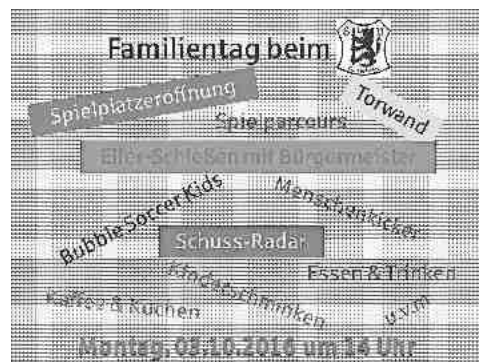 Familientag beim
Spielplatzeröffnung
Torwand
Spielparcours
Elfer-Schießen mit Bürgermeister
Bubble Soccer Kids
Menschenkicker
Schuss-Radar
Kinderschminken
Essen & Trinken
Kaffee & Kuchen
u.v.m
Montag, 03.10.2016 um 14 Uhr